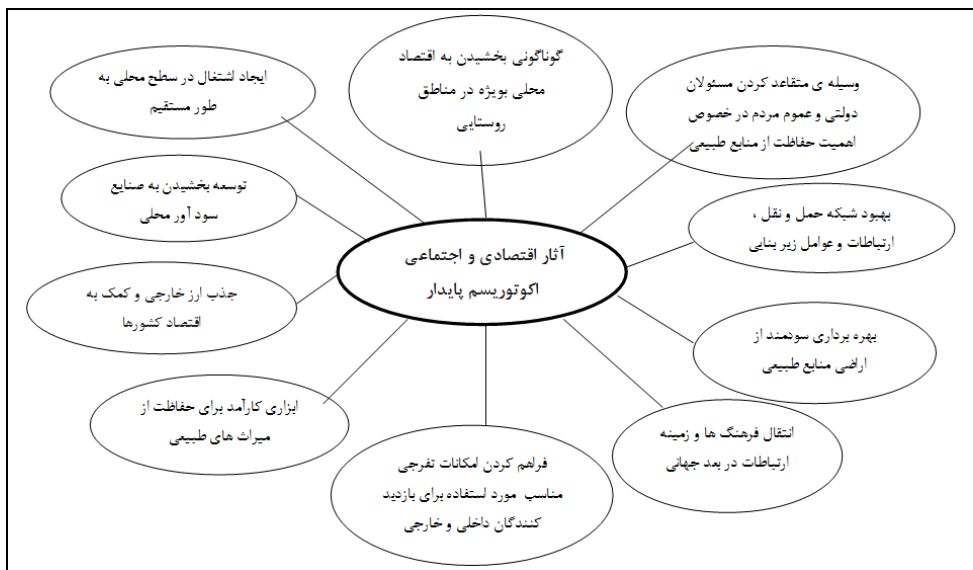 آثار اقتصادی و اجتماعی
اکوتوریسم پایدار
گوناگونی بخشیدن به اقتصاد
محلی بویژه در مناطق
روستایی
وسیله ی متقاعد کردن مسئولان
دولتی و عموم مردم در خصوص
اهمیت حفاظت از منابع طبیعی
بهبود شبکه حمل و نقل ،
ارتباطات و عوامل زیر بنایی
بهره برداری سودمند از
اراضی منابع طبیعی
انتقال فرهنگ ها و زمینه
ارتباطات در بعد جهانی
فراهم کردن امکانات تفرجی
مناسب مورد استفاده برای بازدید
کنندگان داخلی و خارجی
ابزاری کارآمد برای حفاظت از
میراث های طبیعی
جذب ارز خارجی و کمک به
اقتصاد کشورها
توسعه بخشیدن به صنایع
سود آور محلی
ایجاد اشتغال در سطح محلی به
طور مستقیم